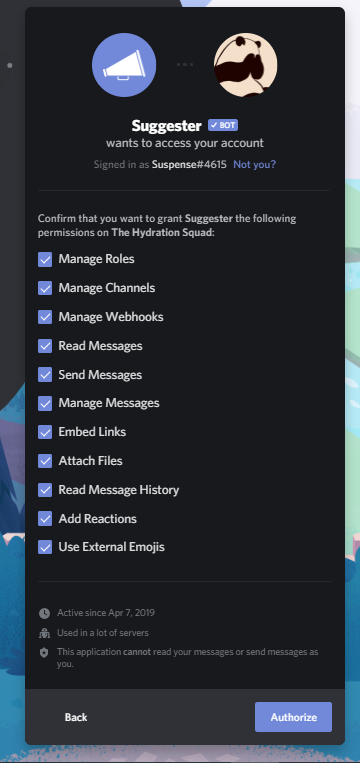 Suggester ✓ BOT
wants to access your account
Signed in as Suspense#4615 Not you?
Confirm that you want to grant Suggester the following
permissions on The Hydration Squad:
Manage Roles
Manage Channels
Manage Webhooks
Read Messages
Send Messages
Manage Messages
Embed Links
Attach Files
Read Message History
Add Reactions
Use External Emojis
Active since Apr 7, 2019
Used in a lot of servers
This application cannot read your messages or send messages as
you.
Back
Authorize